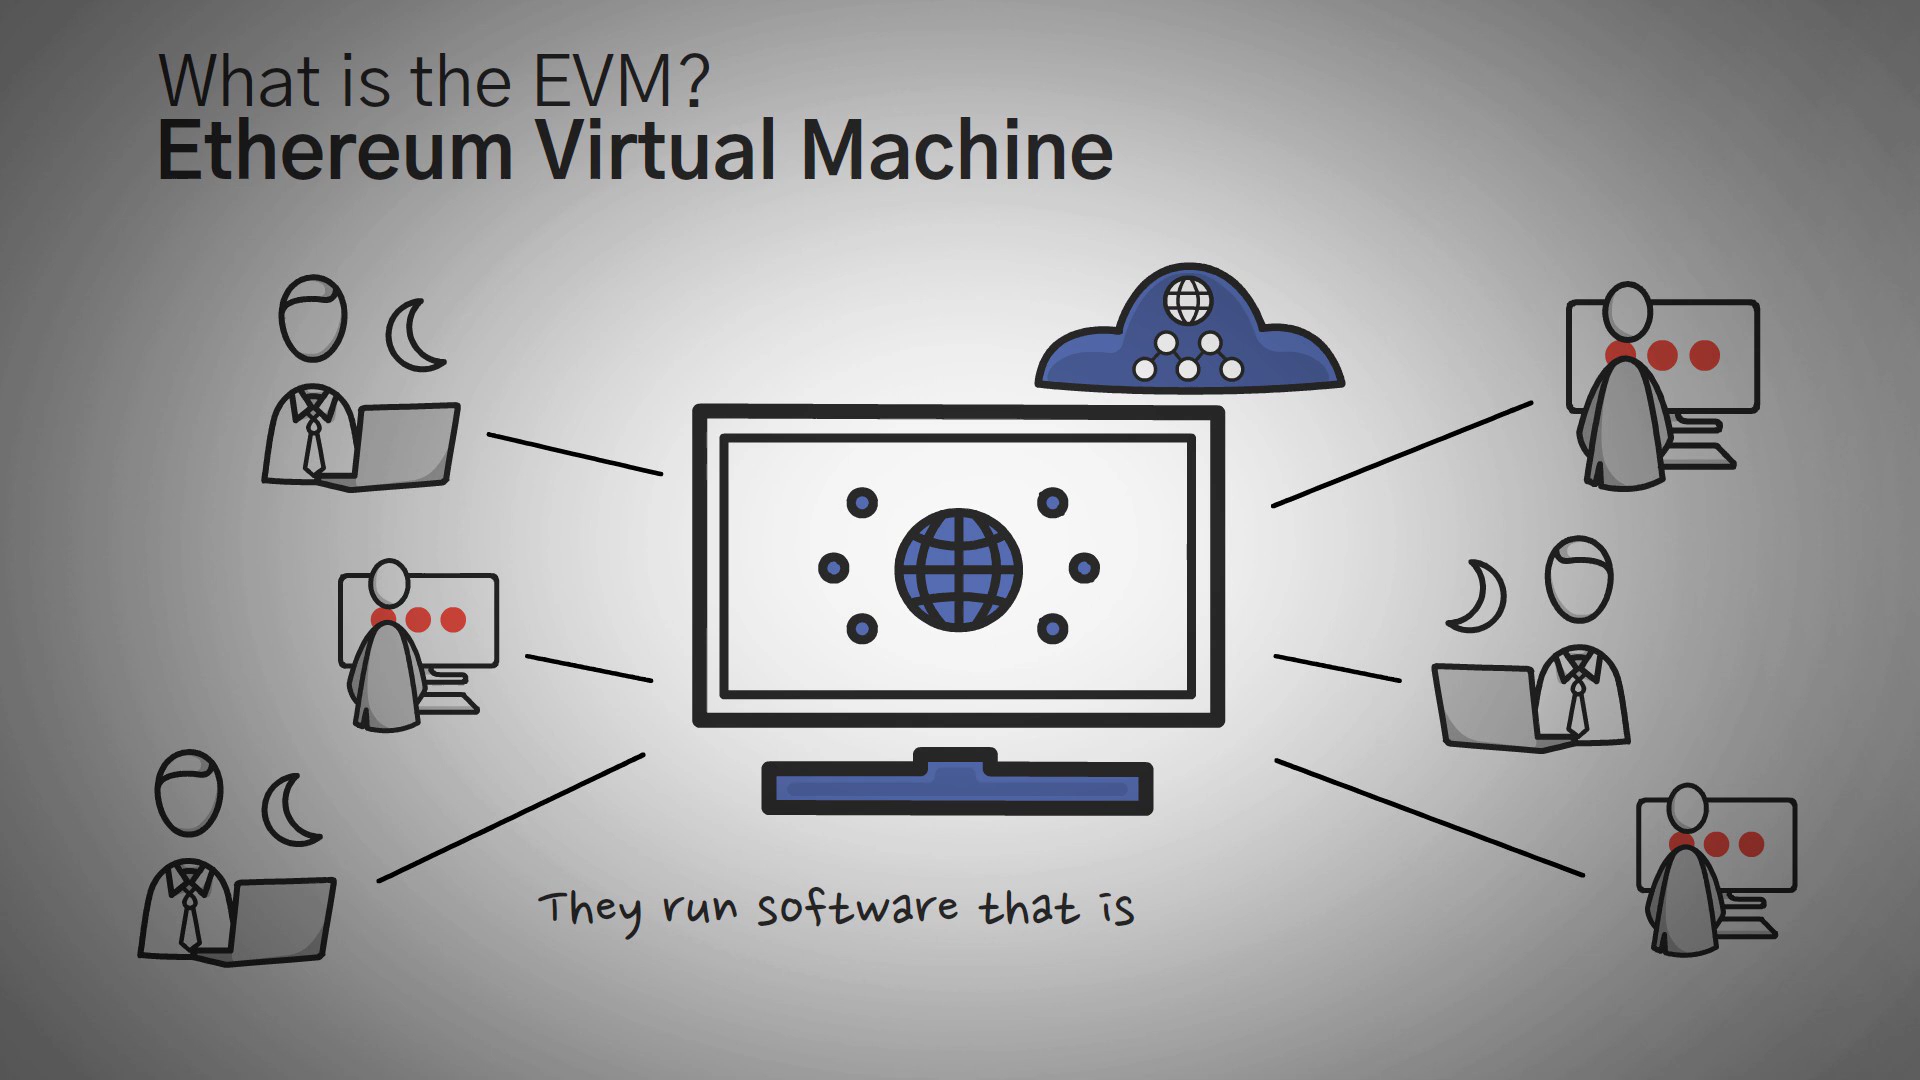 What is the EVM?
Ethereum Virtual Machine
They run software that is